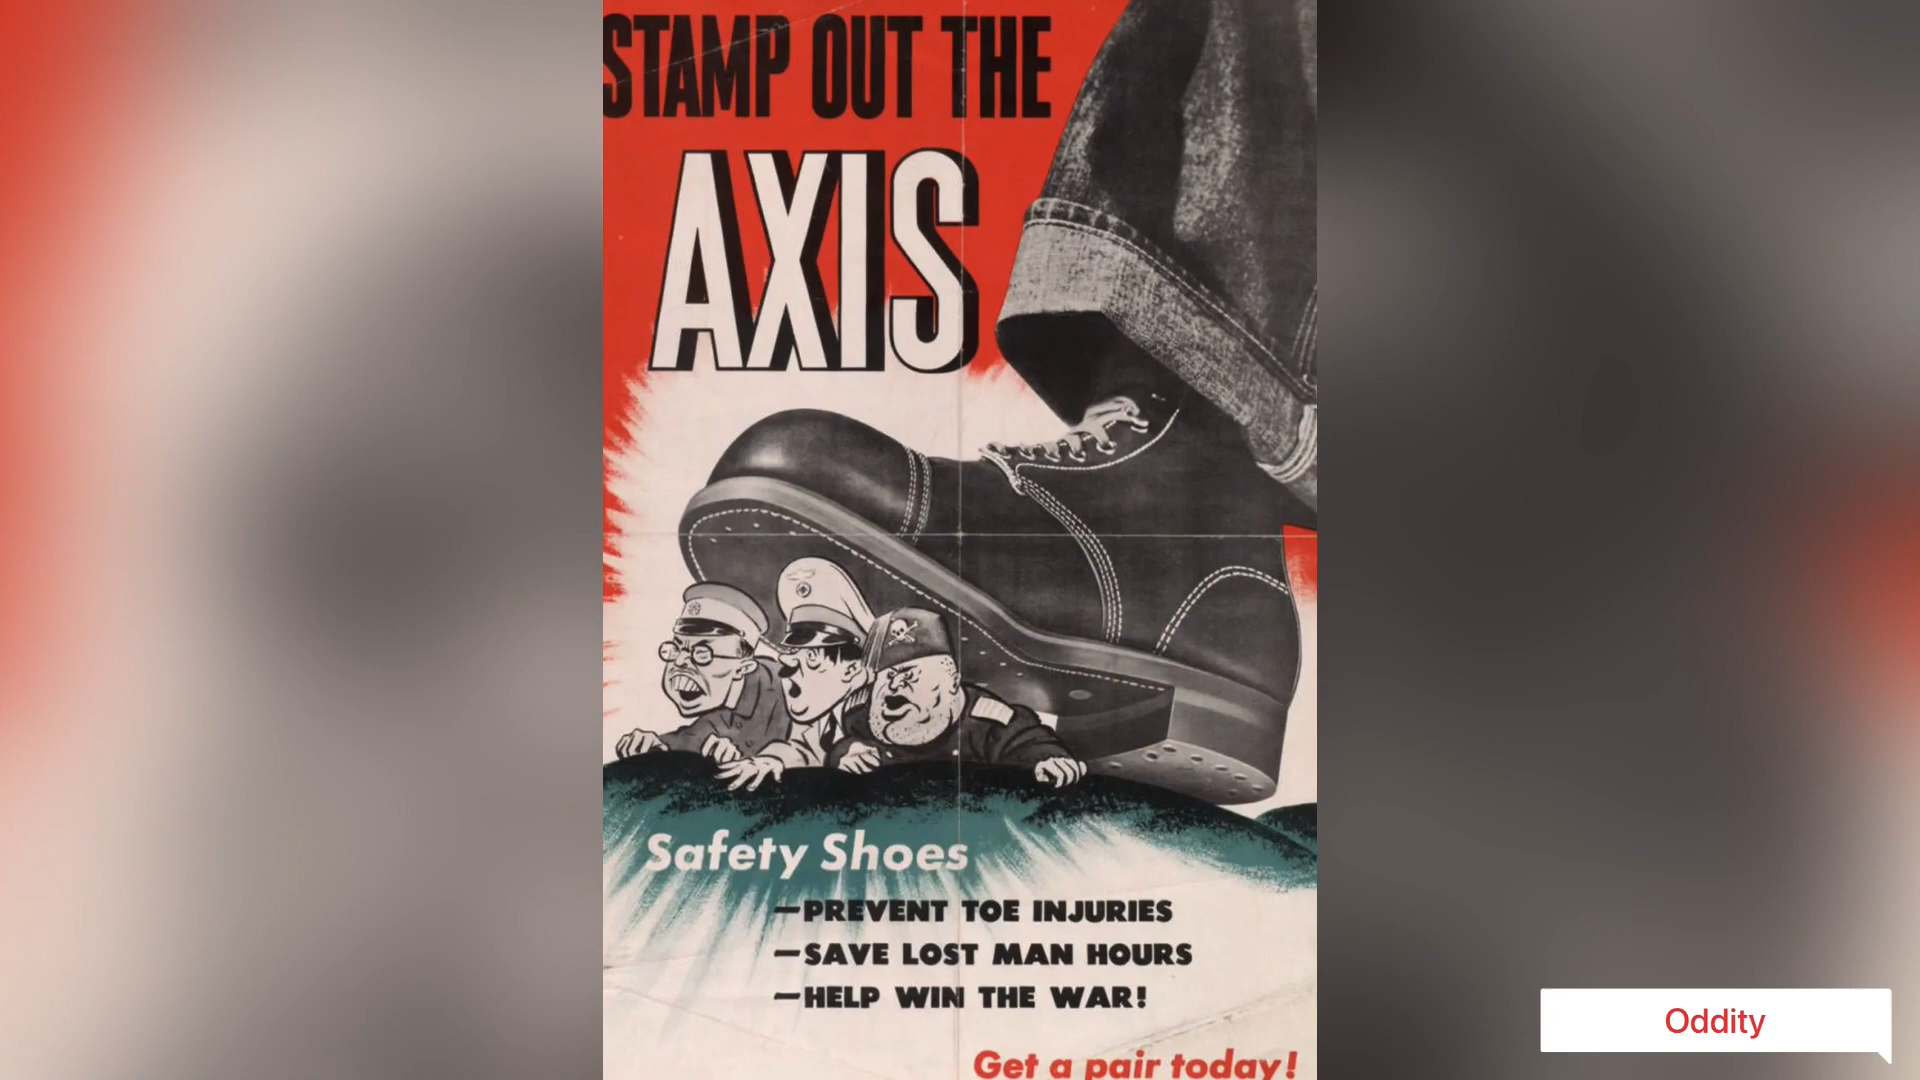 STAMP OUT THE
AXIS
Safety Shoes
—PREVENT TOE INJURIES
—SAVE LOST MAN HOURS
—HELP WIN THE WAR!
Get a pair today!
Oddity